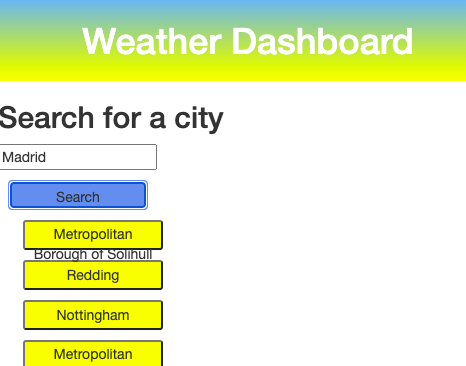 Weather Dashboard
Search for a city
Madrid
Search
Metropolitan
Borough of Solihull
Redding
Nottingham
Metropolitan